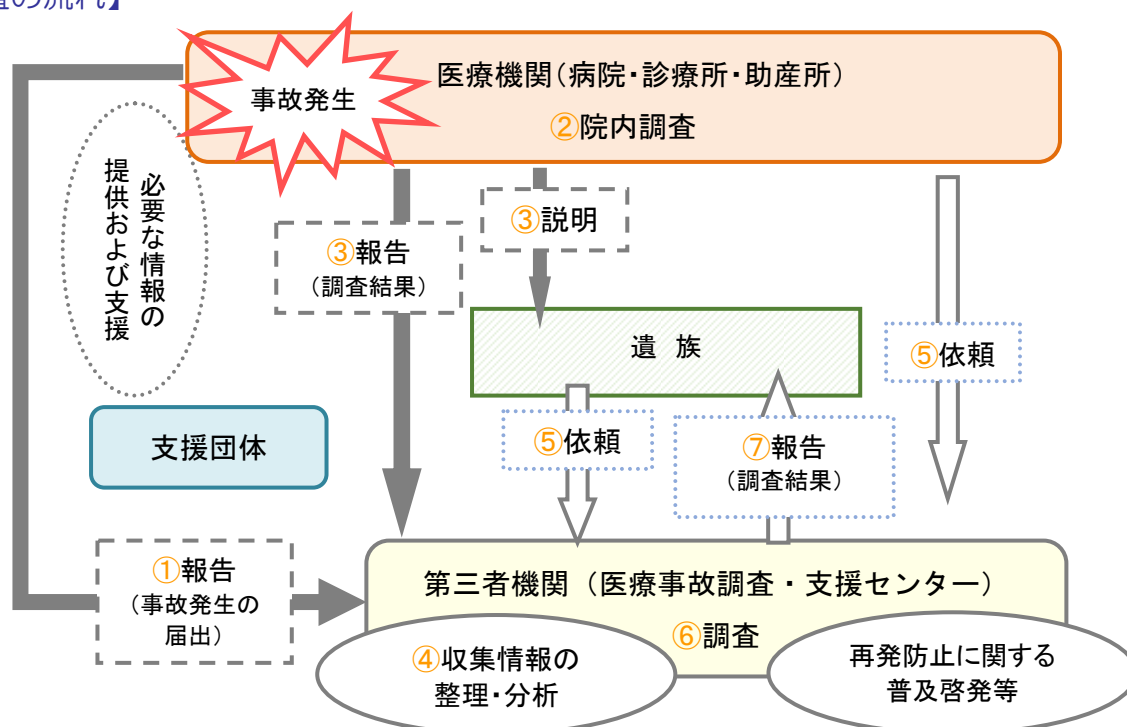 の流れ】
医療機関（病院・診療所・助産所）
事故発生
②院内調査
必要な情報の
提供および支援
③説明
③報告
（調査結果）
遺 族
⑤依頼
支援団体
⑤依頼
⑦報告
（調査結果）
①報告
（事故発生の
届出）
第三者機関（医療事故調査・支援センター）
⑥調査
④収集情報の
整理・分析
再発防止に関する
普及啓発等